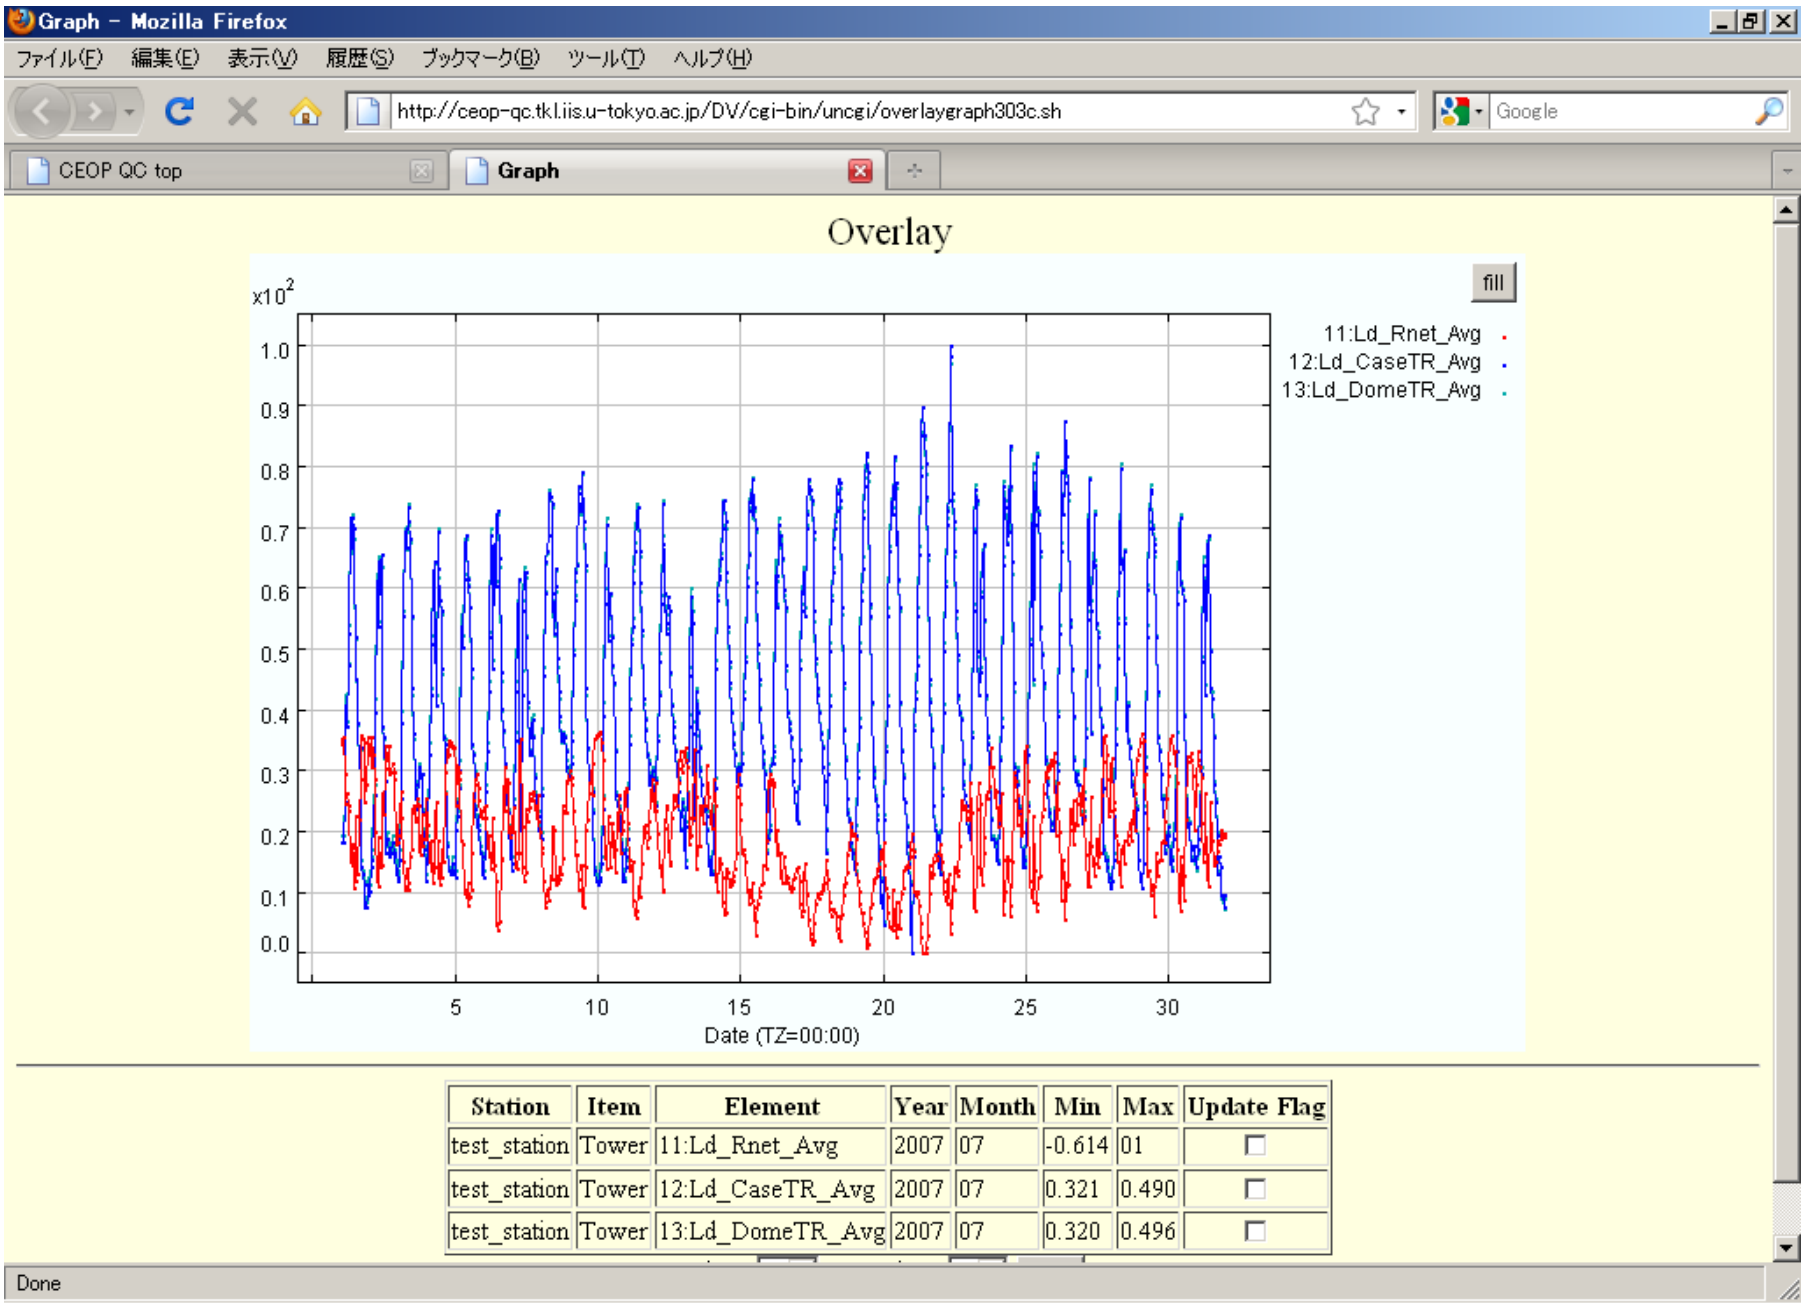 Graph - Mozilla Firefox
ファイル(F) 編集(E) 表示(V) 履歴(S) ブックマーク(B) ツール(T) ヘルプ(H)
http://ceop-qc.tkl.iis.u-tokyo.ac.jp/DV/cgi-bin/uncgi/overlaygraph303c.sh Google
CEOP QC top Graph
Overlay
fill
x10^2
11:Ld_Rnet_Avg
12:Ld_CaseTR_Avg
13:Ld_DomeTR_Avg
1.0
0.9
0.8
0.7
0.6
0.5
0.4
0.3
0.2
0.1
0.0
5 10 15 20 25 30
Date (TZ=00:00)
Station Item Element Year Month Min Max Update Flag
test_station Tower 11:Ld_Rnet_Avg 2007 07 -0.614 01
test_station Tower 12:Ld_CaseTR_Avg 2007 07 0.321 0.490
test_station Tower 13:Ld_DomeTR_Avg 2007 07 0.320 0.496
Done